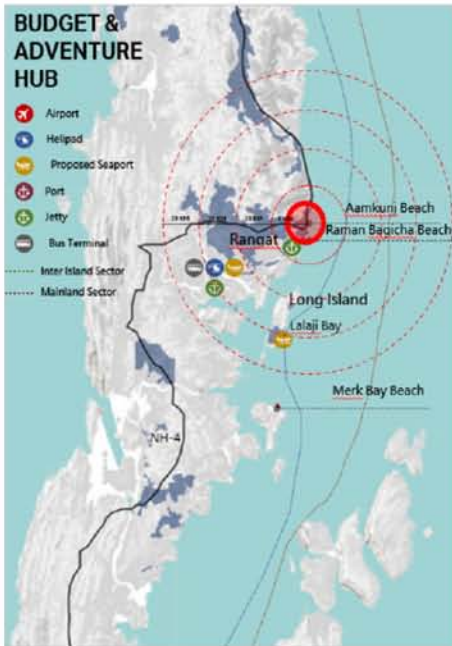 BUDGET &
ADVENTURE
HUB
Airport
Helipad
Proposed Seaport
Port
Jetty
Bus Terminal
Inter Island Sector
Mainland Sector
Aamkunj Beach
Raman Bagicha Beach
Rangat
Long Island
Lalaji Bay
Merk Bay Beach
NH-4